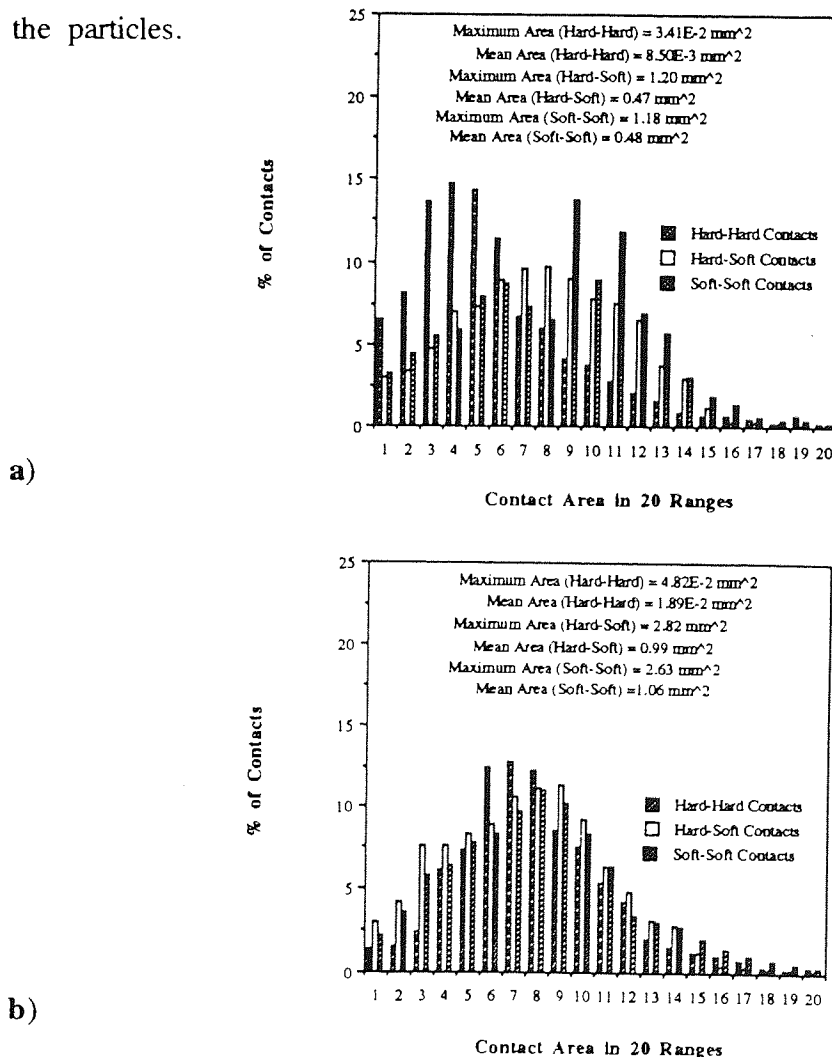 the particles.
25
20
15
10
5
0
% of Contacts
Maximum Area (Hard-Hard) = 3.41E-2 mm^2
Mean Area (Hard-Hard) = 8.50E-3 mm^2
Maximum Area (Hard-Soft) = 1.20 mm^2
Mean Area (Hard-Soft) = 0.47 mm^2
Maximum Area (Soft-Soft) = 1.18 mm^2
Mean Area (Soft-Soft) = 0.48 mm^2
Hard-Hard Contacts
Hard-Soft Contacts
Soft-Soft Contacts
1 2 3 4 5 6 7 8 9 10 11 12 13 14 15 16 17 18 19 20
a)
Contact Area in 20 Ranges
25
20
15
10
5
0
% of Contacts
Maximum Area (Hard-Hard) = 4.82E-2 mm^2
Mean Area (Hard-Hard) = 1.89E-2 mm^2
Maximum Area (Hard-Soft) = 2.82 mm^2
Mean Area (Hard-Soft) = 0.99 mm^2
Maximum Area (Soft-Soft) = 2.63 mm^2
Mean Area (Soft-Soft) = 1.06 mm^2
Hard-Hard Contacts
Hard-Soft Contacts
Soft-Soft Contacts
1 2 3 4 5 6 7 8 9 10 11 12 13 14 15 16 17 18 19 20
b)
Contact Area in 20 Ranges